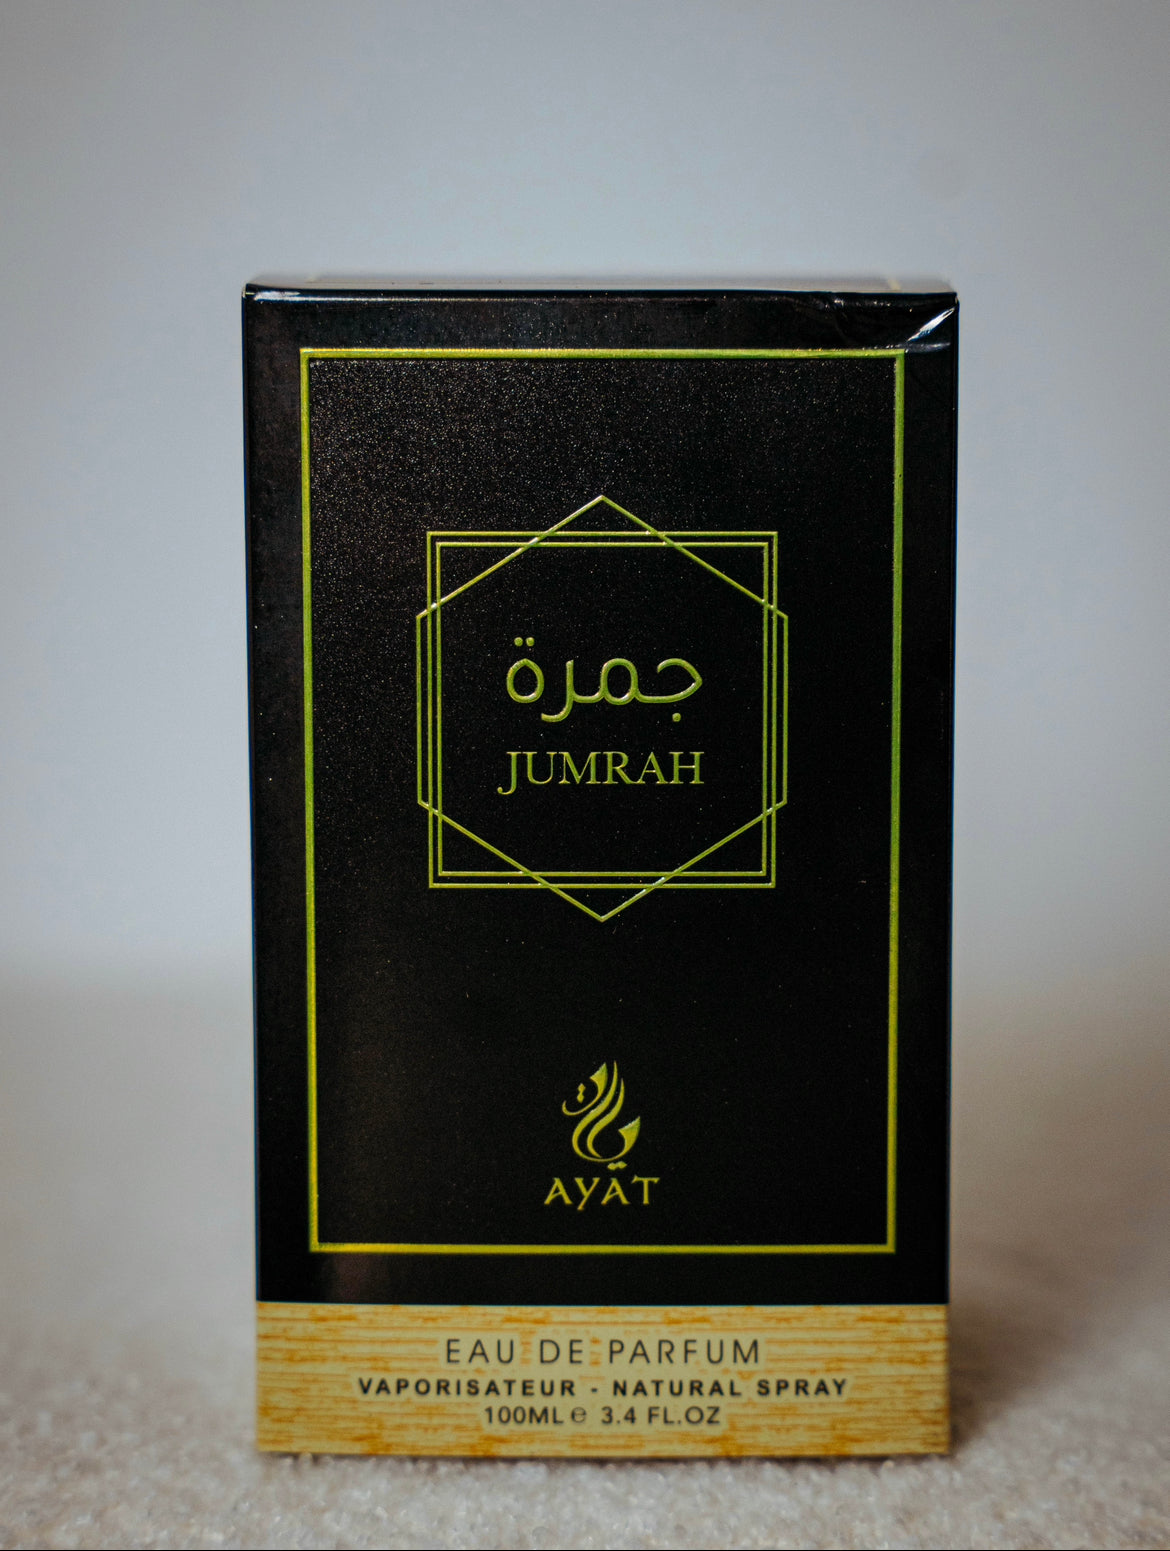 جمرة
JUMRAH
AYAT
EAU DE PARFUM
VAPORISATEUR - NATURAL SPRAY
100ML ℮ 3.4 FL.OZ